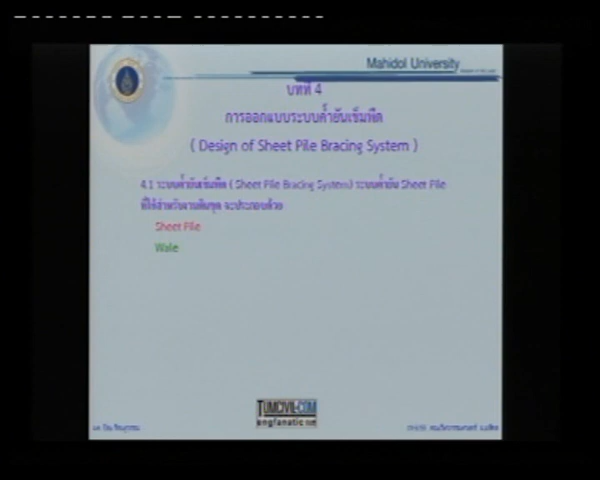 Mahidol University
บทที่ 4
การออกแบบระบบค้ำยันเข็มพืด
( Design of Sheet Pile Bracing System )
4.1 ระบบค้ำยันเข็มพืด ( Sheet Pile Bracing System) ระบบค้ำยัน Sheet Pile
ที่ใช้สำหรับงานดินขุด จะประกอบด้วย
Sheet Pile
Wale
TUMCIVIL.COM
engfanatic